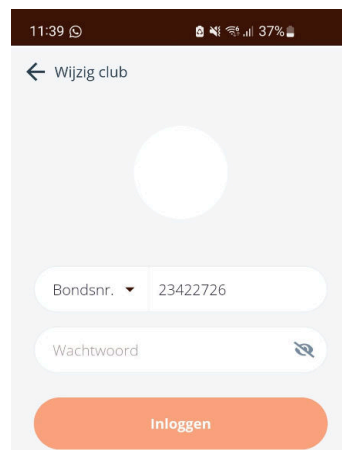 11:39 37%
Wijzig club
Bondsnr. 23422726
Wachtwoord
Inloggen